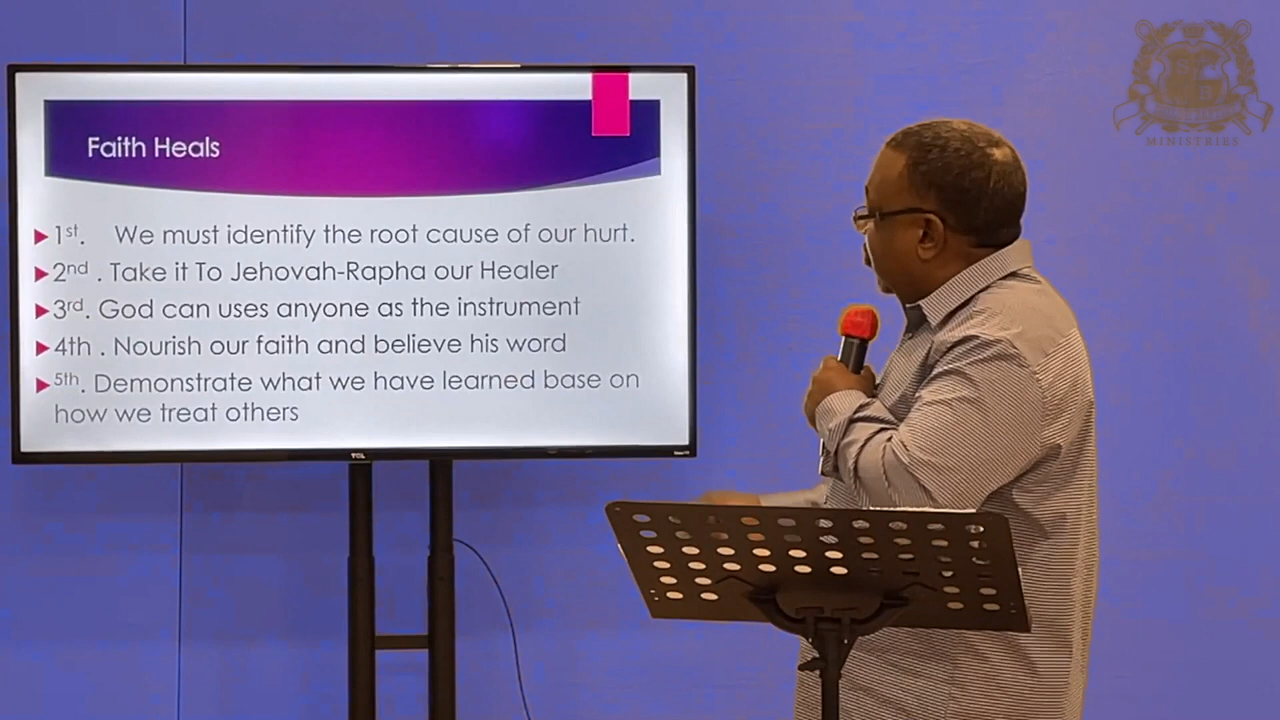 Faith Heals
1st. We must identify the root cause of our hurt.
2nd . Take it To Jehovah-Rapha our Healer
3rd. God can uses anyone as the instrument
4th . Nourish our faith and believe his word
5th. Demonstrate what we have learned base on
how we treat others
TCL
MINISTRIES